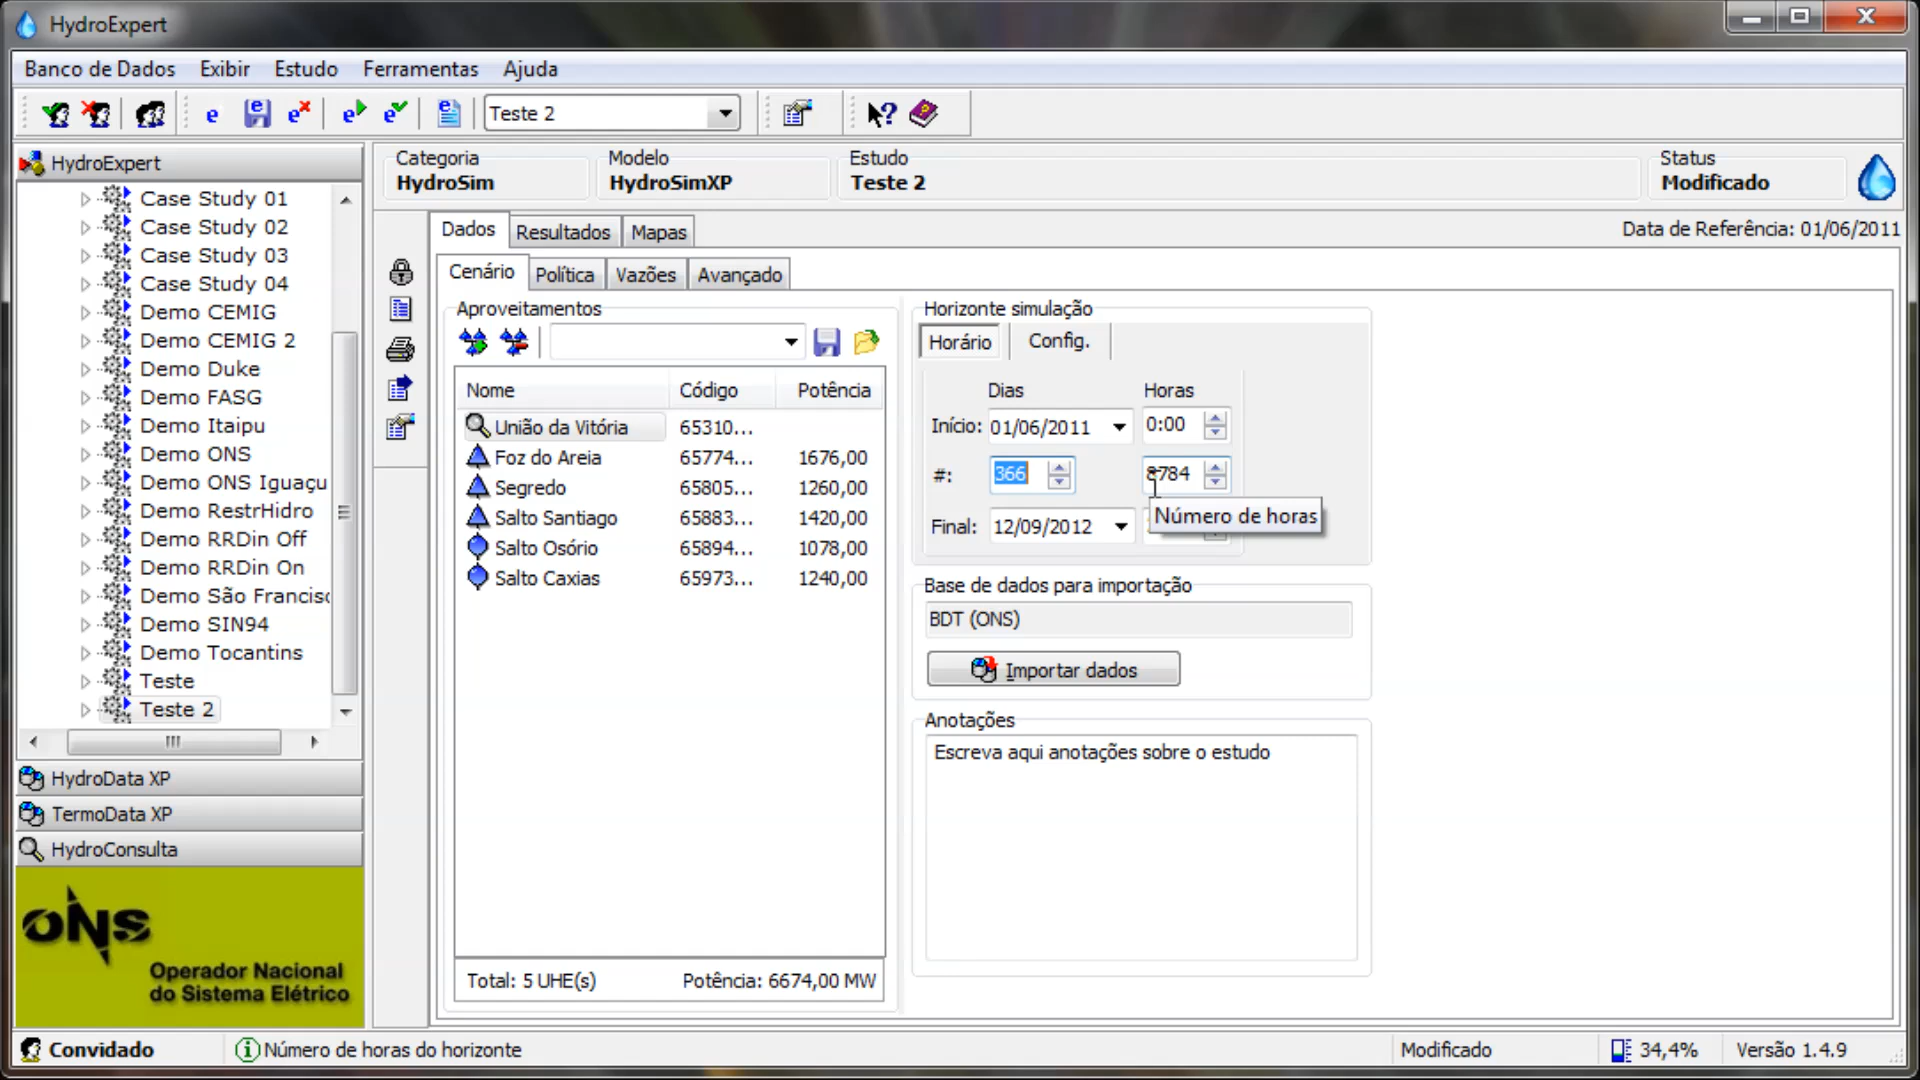 HydroExpert
Banco de Dados Exibir Estudo Ferramentas Ajuda
Teste 2
HydroExpert
Case Study 01
Case Study 02
Case Study 03
Case Study 04
Demo CEMIG
Demo CEMIG 2
Demo Duke
Demo FASG
Demo Itaipu
Demo ONS
Demo ONS Iguaçu
Demo RestrHidro
Demo RRDin Off
Demo RRDin On
Demo São Francisc
Demo SIN94
Demo Tocantins
Teste
Teste 2
HydroData XP
TermoData XP
HydroConsulta
ONS
Operador Nacional
do Sistema Elétrico
Categoria Modelo Estudo Status
HydroSim HydroSimXP Teste 2 Modificado
Dados Resultados Mapas Data de Referência: 01/06/2011
Cenário Política Vazões Avançado
Aproveitamentos
Nome Código Potência
União da Vitória 65310...
Foz do Areia 65774... 1676,00
Segredo 65805... 1260,00
Salto Santiago 65883... 1420,00
Salto Osório 65894... 1078,00
Salto Caxias 65973... 1240,00
Total: 5 UHE(s) Potência: 6674,00 MW
Horizonte simulação
Horário Config.
Dias Horas
Início: 01/06/2011 0:00
#: 366 8784
Número de horas
Final: 12/09/2012
Base de dados para importação
BDT (ONS)
Importar dados
Anotações
Escreva aqui anotações sobre o estudo
Convidado Número de horas do horizonte Modificado 34,4% Versão 1.4.9